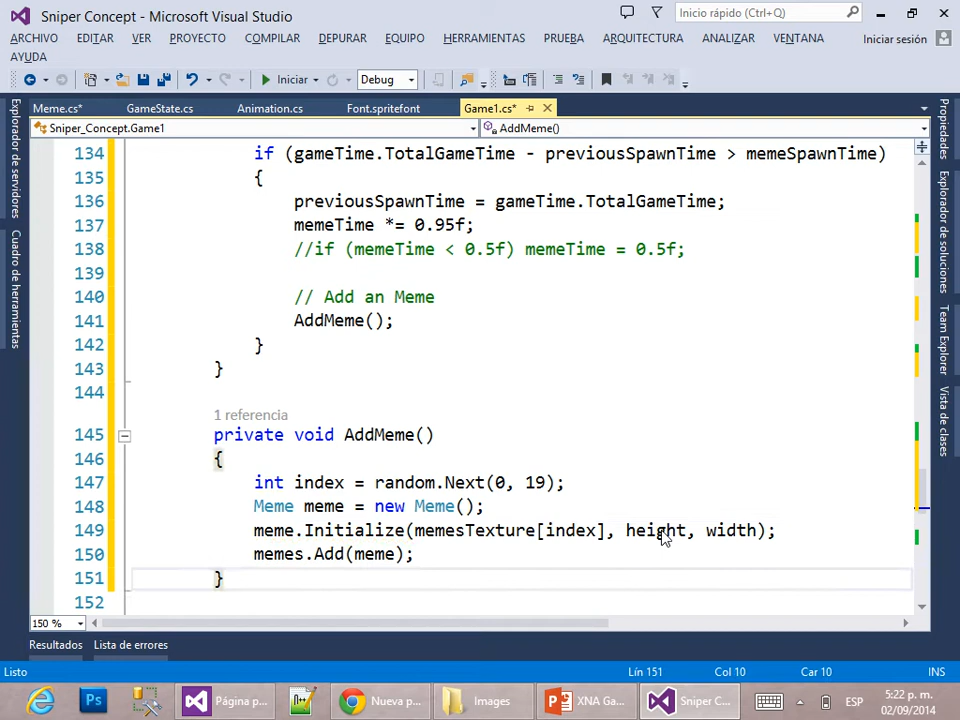 Sniper Concept - Microsoft Visual Studio
Inicio rápido (Ctrl+Q)
ARCHIVO EDITAR VER PROYECTO COMPILAR DEPURAR EQUIPO HERRAMIENTAS PRUEBA ARQUITECTURA ANALIZAR VENTANA Iniciar sesión
AYUDA
Iniciar Debug
Meme.cs* GameState.cs Animation.cs Font.spritefont Game1.cs*
Sniper_Concept.Game1 AddMeme()
Explorador de servidores
Cuadro de herramientas
134 if (gameTime.TotalGameTime - previousSpawnTime > memeSpawnTime)
135 {
136 previousSpawnTime = gameTime.TotalGameTime;
137 memeTime *= 0.95f;
138 //if (memeTime < 0.5f) memeTime = 0.5f;
139
140 // Add an Meme
141 AddMeme();
142 }
143 }
144
1 referencia
145 private void AddMeme()
146 {
147 int index = random.Next(0, 19);
148 Meme meme = new Meme();
149 meme.Initialize(memesTexture[index], height, width);
150 memes.Add(meme);
151 }
152
Propiedades
Explorador de soluciones
Team Explorer
Vista de clases
150 %
Resultados Lista de errores
Listo Lín 151 Col 10 Car 10 INS
Página p... Nueva p... Images XNA Ga... Sniper C... ESP 5:22 p. m.
02/09/2014